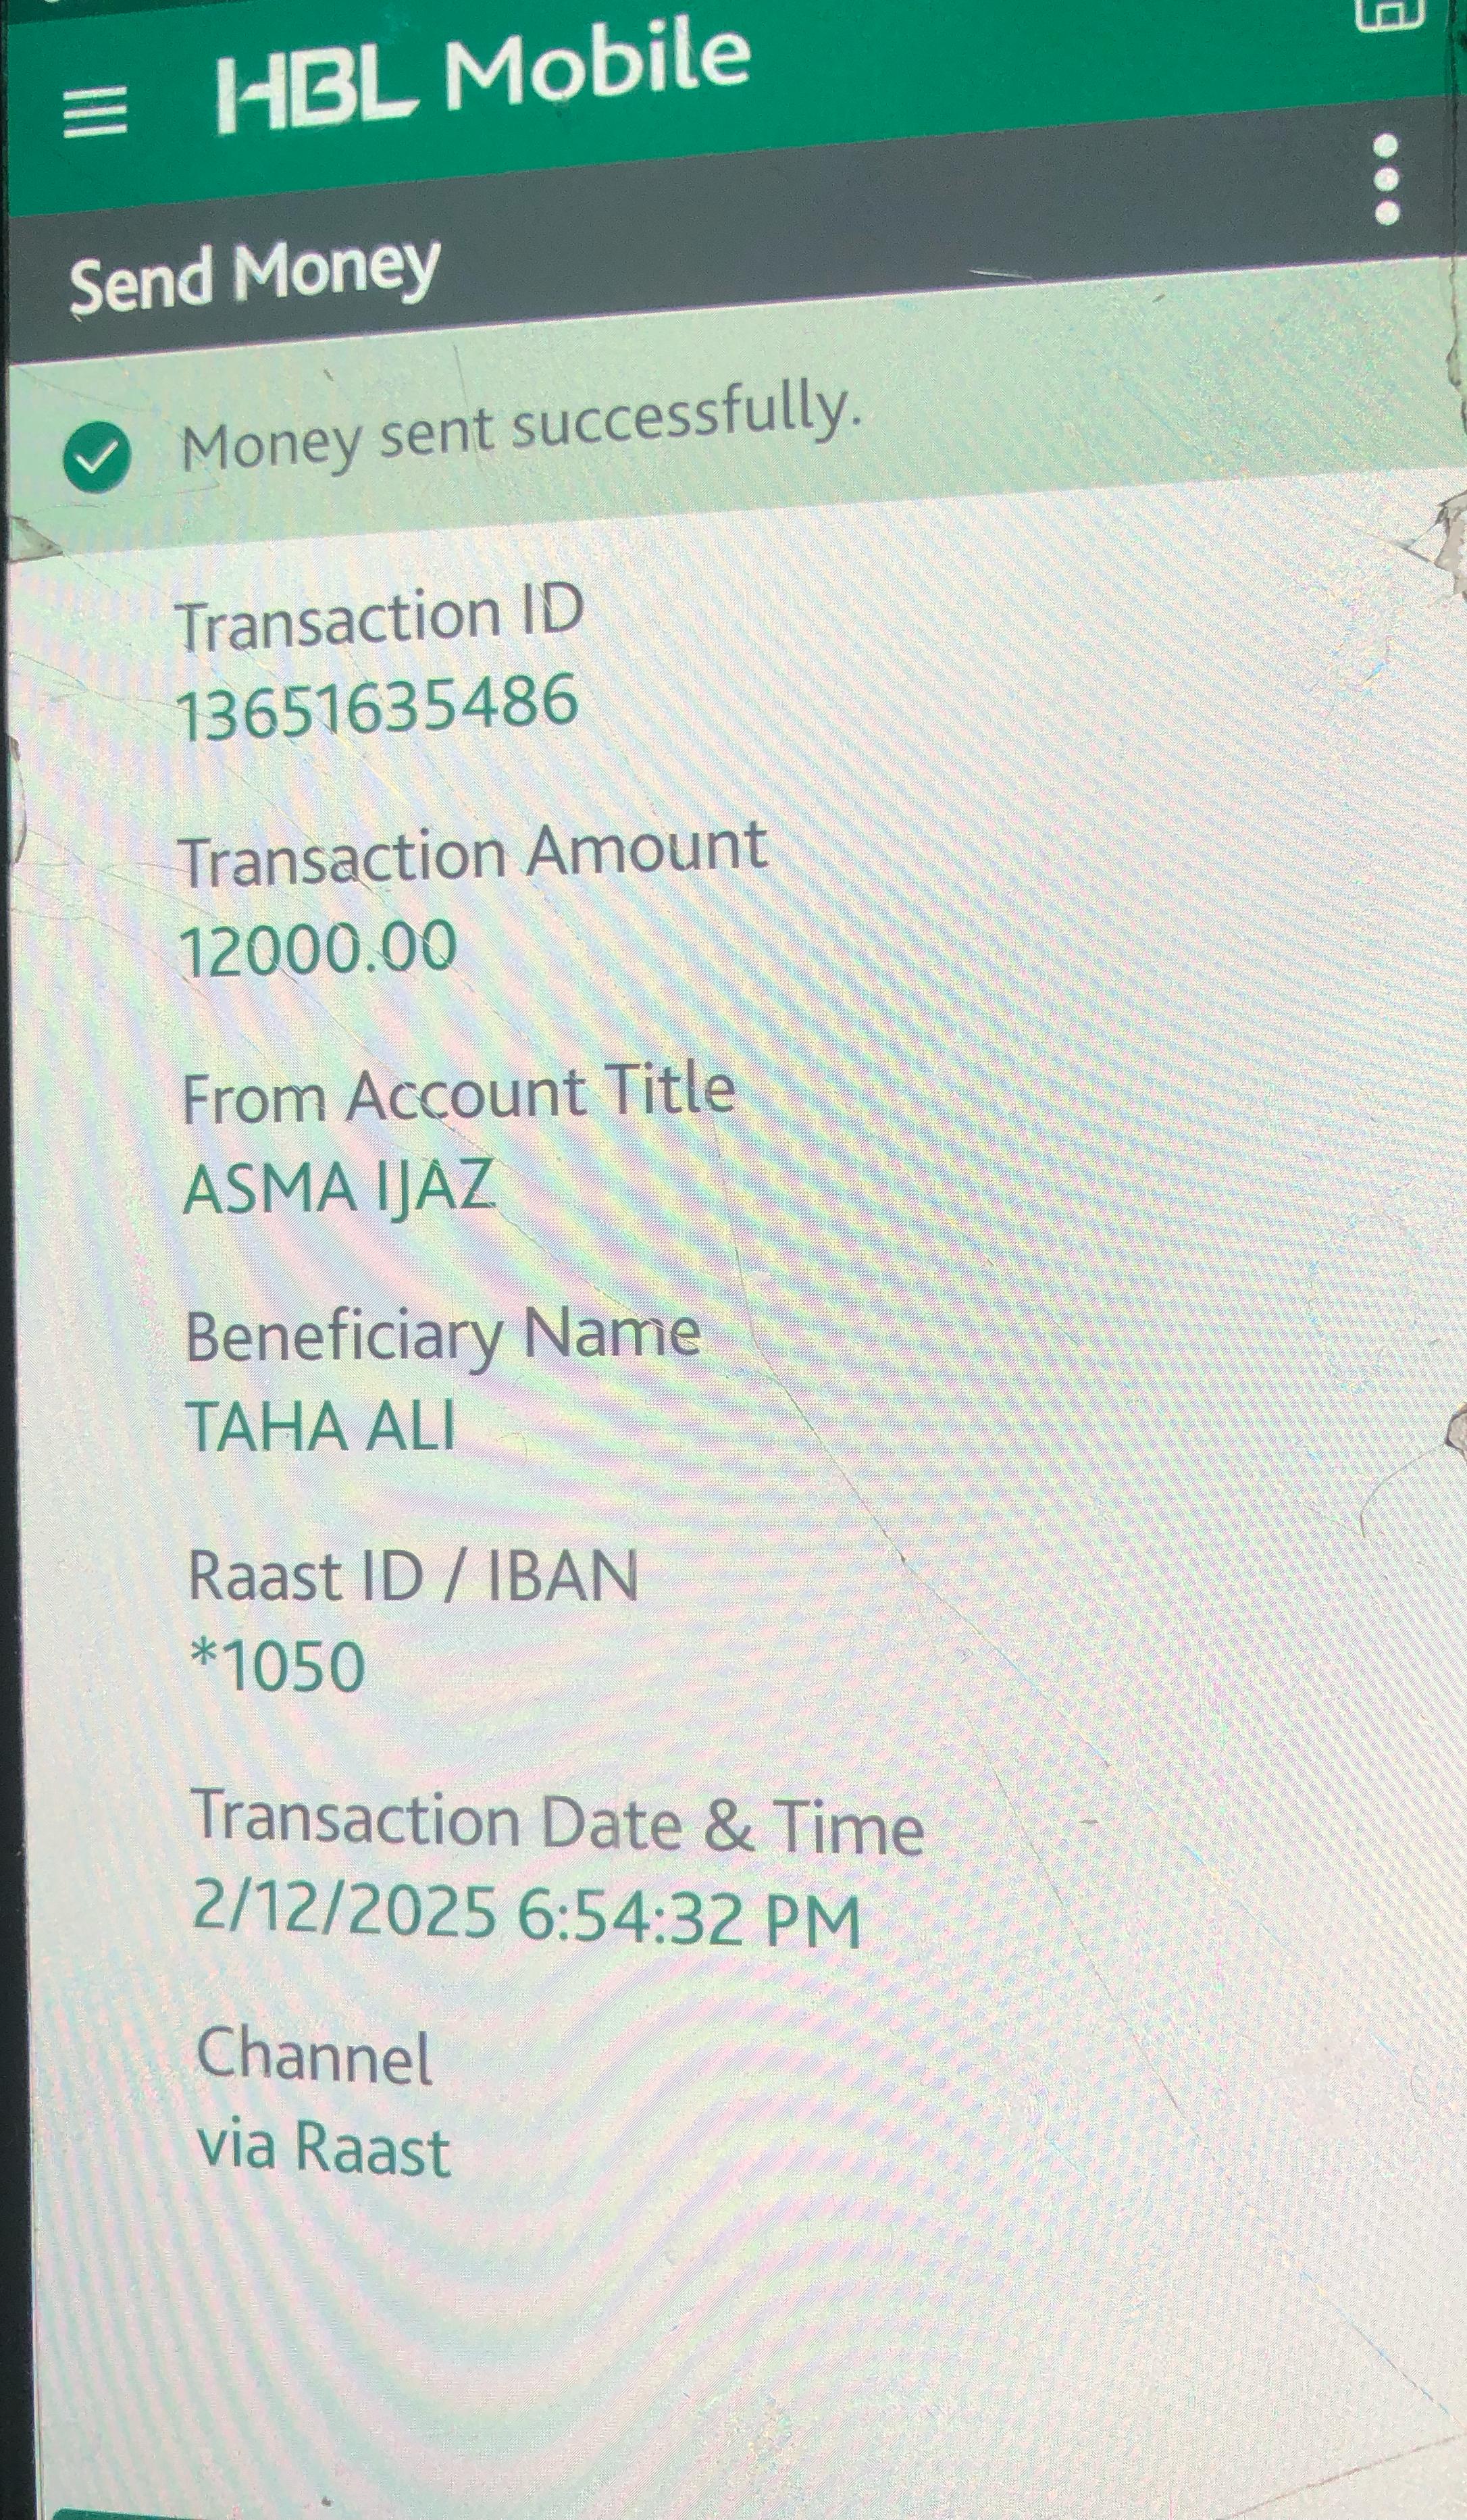 HBL Mobile
Send Money
Money sent successfully.
Transaction ID
13651635486
Transaction Amount
12000.00
From Account Title
ASMA IJAZ
Beneficiary Name
TAHA ALI
Raast ID / IBAN
*1050
Transaction Date & Time
2/12/2025 6:54:32 PM
Channel
via Raast